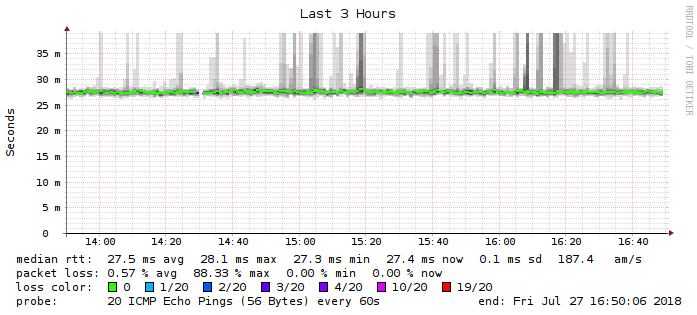 Last 3 Hours
RRDTOOL / TOBI OETIKER
Seconds
35 m
30 m
25 m
20 m
15 m
10 m
5 m
0
14:00 14:20 14:40 15:00 15:20 15:40 16:00 16:20 16:40
median rtt: 27.5 ms avg 28.1 ms max 27.3 ms min 27.4 ms now 0.1 ms sd 187.4 am/s
packet loss: 0.57 % avg 88.33 % max 0.00 % min 0.00 % now
loss color: 0 1/20 2/20 3/20 4/20 10/20 19/20
probe: 20 ICMP Echo Pings (56 Bytes) every 60s end: Fri Jul 27 16:50:06 2018